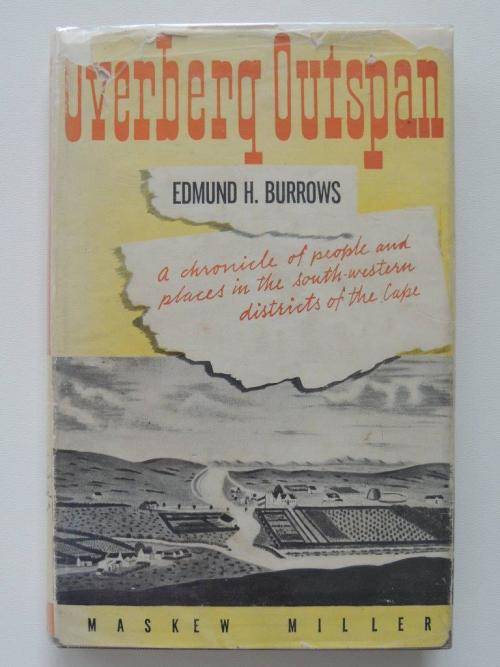 Overberg Outspan
EDMUND H. BURROWS
A chronicle of people and
places in the south-western
districts of the Cape
MASKEW MILLER